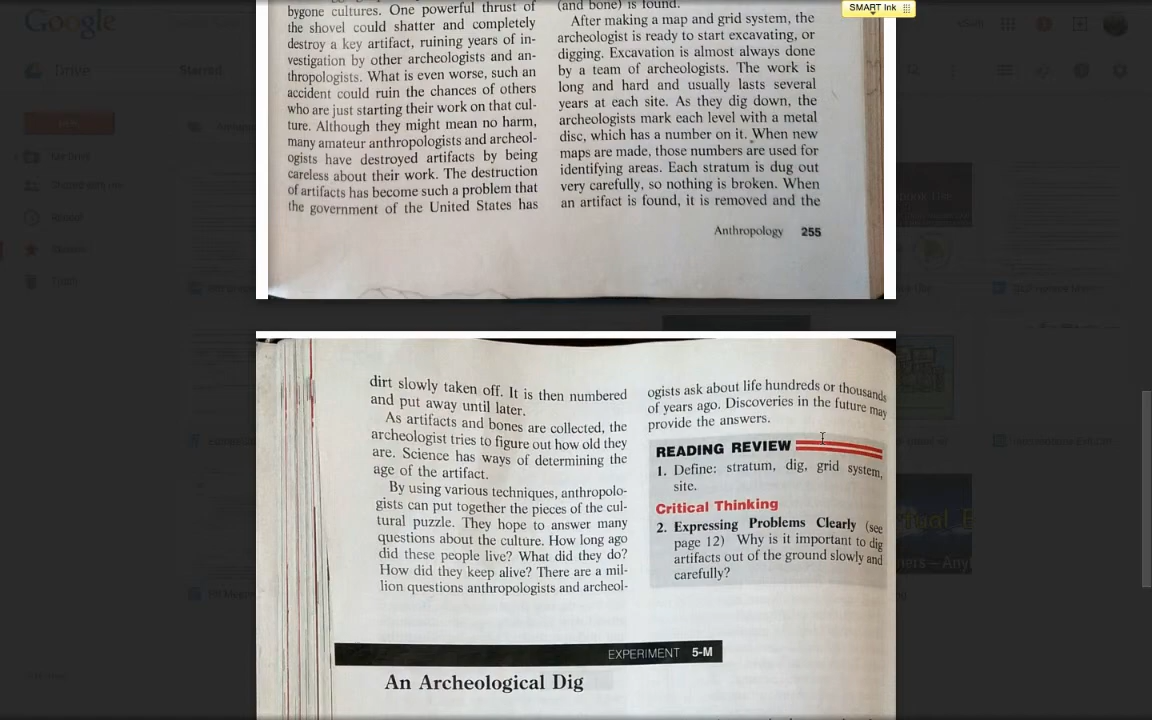 SMART Ink
Google
Drive
Starred
My Drive
Shared with me
Recent
Starred
Trash
bygone cultures. One powerful thrust of
the shovel could shatter and completely
destroy a key artifact, ruining years of in-
vestigation by other archeologists and an-
thropologists. What is even worse, such an
accident could ruin the chances of others
who are just starting their work on that cul-
ture. Although they might mean no harm,
many amateur anthropologists and archeol-
ogists have destroyed artifacts by being
careless about their work. The destruction
of artifacts has become such a problem that
the government of the United States has
(and bone) is found.
After making a map and grid system, the
archeologist is ready to start excavating, or
digging. Excavation is almost always done
by a team of archeologists. The work is
long and hard and usually lasts several
years at each site. As they dig down, the
archeologists mark each level with a metal
disc, which has a number on it. When new
maps are made, those numbers are used for
identifying areas. Each stratum is dug out
very carefully, so nothing is broken. When
an artifact is found, it is removed and the
Anthropology 255
dirt slowly taken off. It is then numbered
and put away until later.
As artifacts and bones are collected, the
archeologist tries to figure out how old they
are. Science has ways of determining the
age of the artifact.
By using various techniques, anthropolo-
gists can put together the pieces of the cul-
tural puzzle. They hope to answer many
questions about the culture. How long ago
did these people live? What did they do?
How did they keep alive? There are a mil-
lion questions anthropologists and archeol-
ogists ask about life hundreds or thousands
of years ago. Discoveries in the future may
provide the answers.
READING REVIEW
1. Define: stratum, dig, grid system,
site.
Critical Thinking
2. Expressing Problems Clearly (see
page 12) Why is it important to dig
artifacts out of the ground slowly and
carefully?
EXPERIMENT 5-M
An Archeological Dig